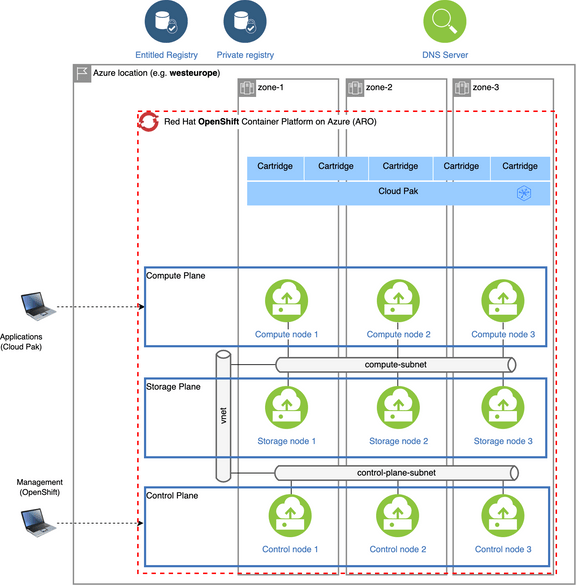 Entitled Registry
Private registry
DNS Server
Azure location (e.g. westeurope)
zone-1
zone-2
zone-3
Red Hat OpenShift Container Platform on Azure (ARO)
Cartridge
Cartridge
Cartridge
Cartridge
Cartridge
Cloud Pak
Compute Plane
Compute node 1
Compute node 2
Compute node 3
Applications
(Cloud Pak)
compute-subnet
vnet
Storage Plane
Storage node 1
Storage node 2
Storage node 3
control-plane-subnet
Management
(OpenShift)
Control Plane
Control node 1
Control node 2
Control node 3